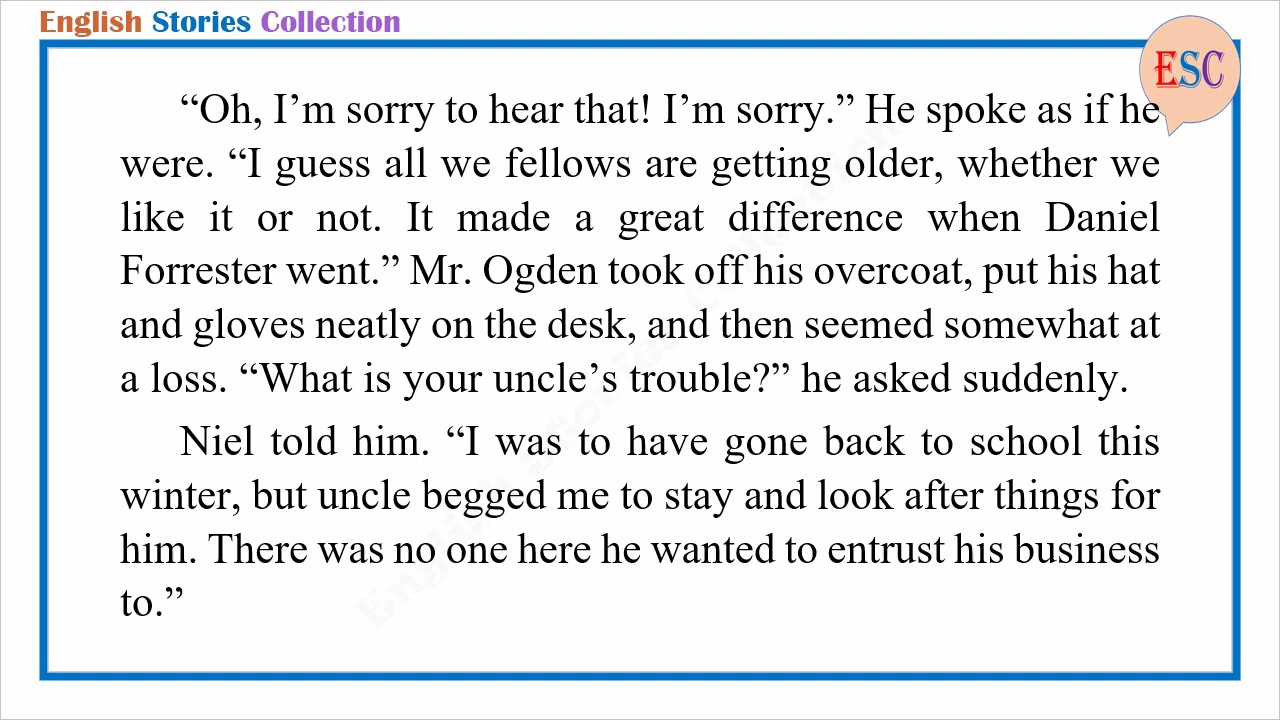 English Stories Collection
ESC
“Oh, I’m sorry to hear that! I’m sorry.” He spoke as if he
were. “I guess all we fellows are getting older, whether we
like it or not. It made a great difference when Daniel
Forrester went.” Mr. Ogden took off his overcoat, put his hat
and gloves neatly on the desk, and then seemed somewhat at
a loss. “What is your uncle’s trouble?” he asked suddenly.
Niel told him. “I was to have gone back to school this
winter, but uncle begged me to stay and look after things for
him. There was no one here he wanted to entrust his business
to.”